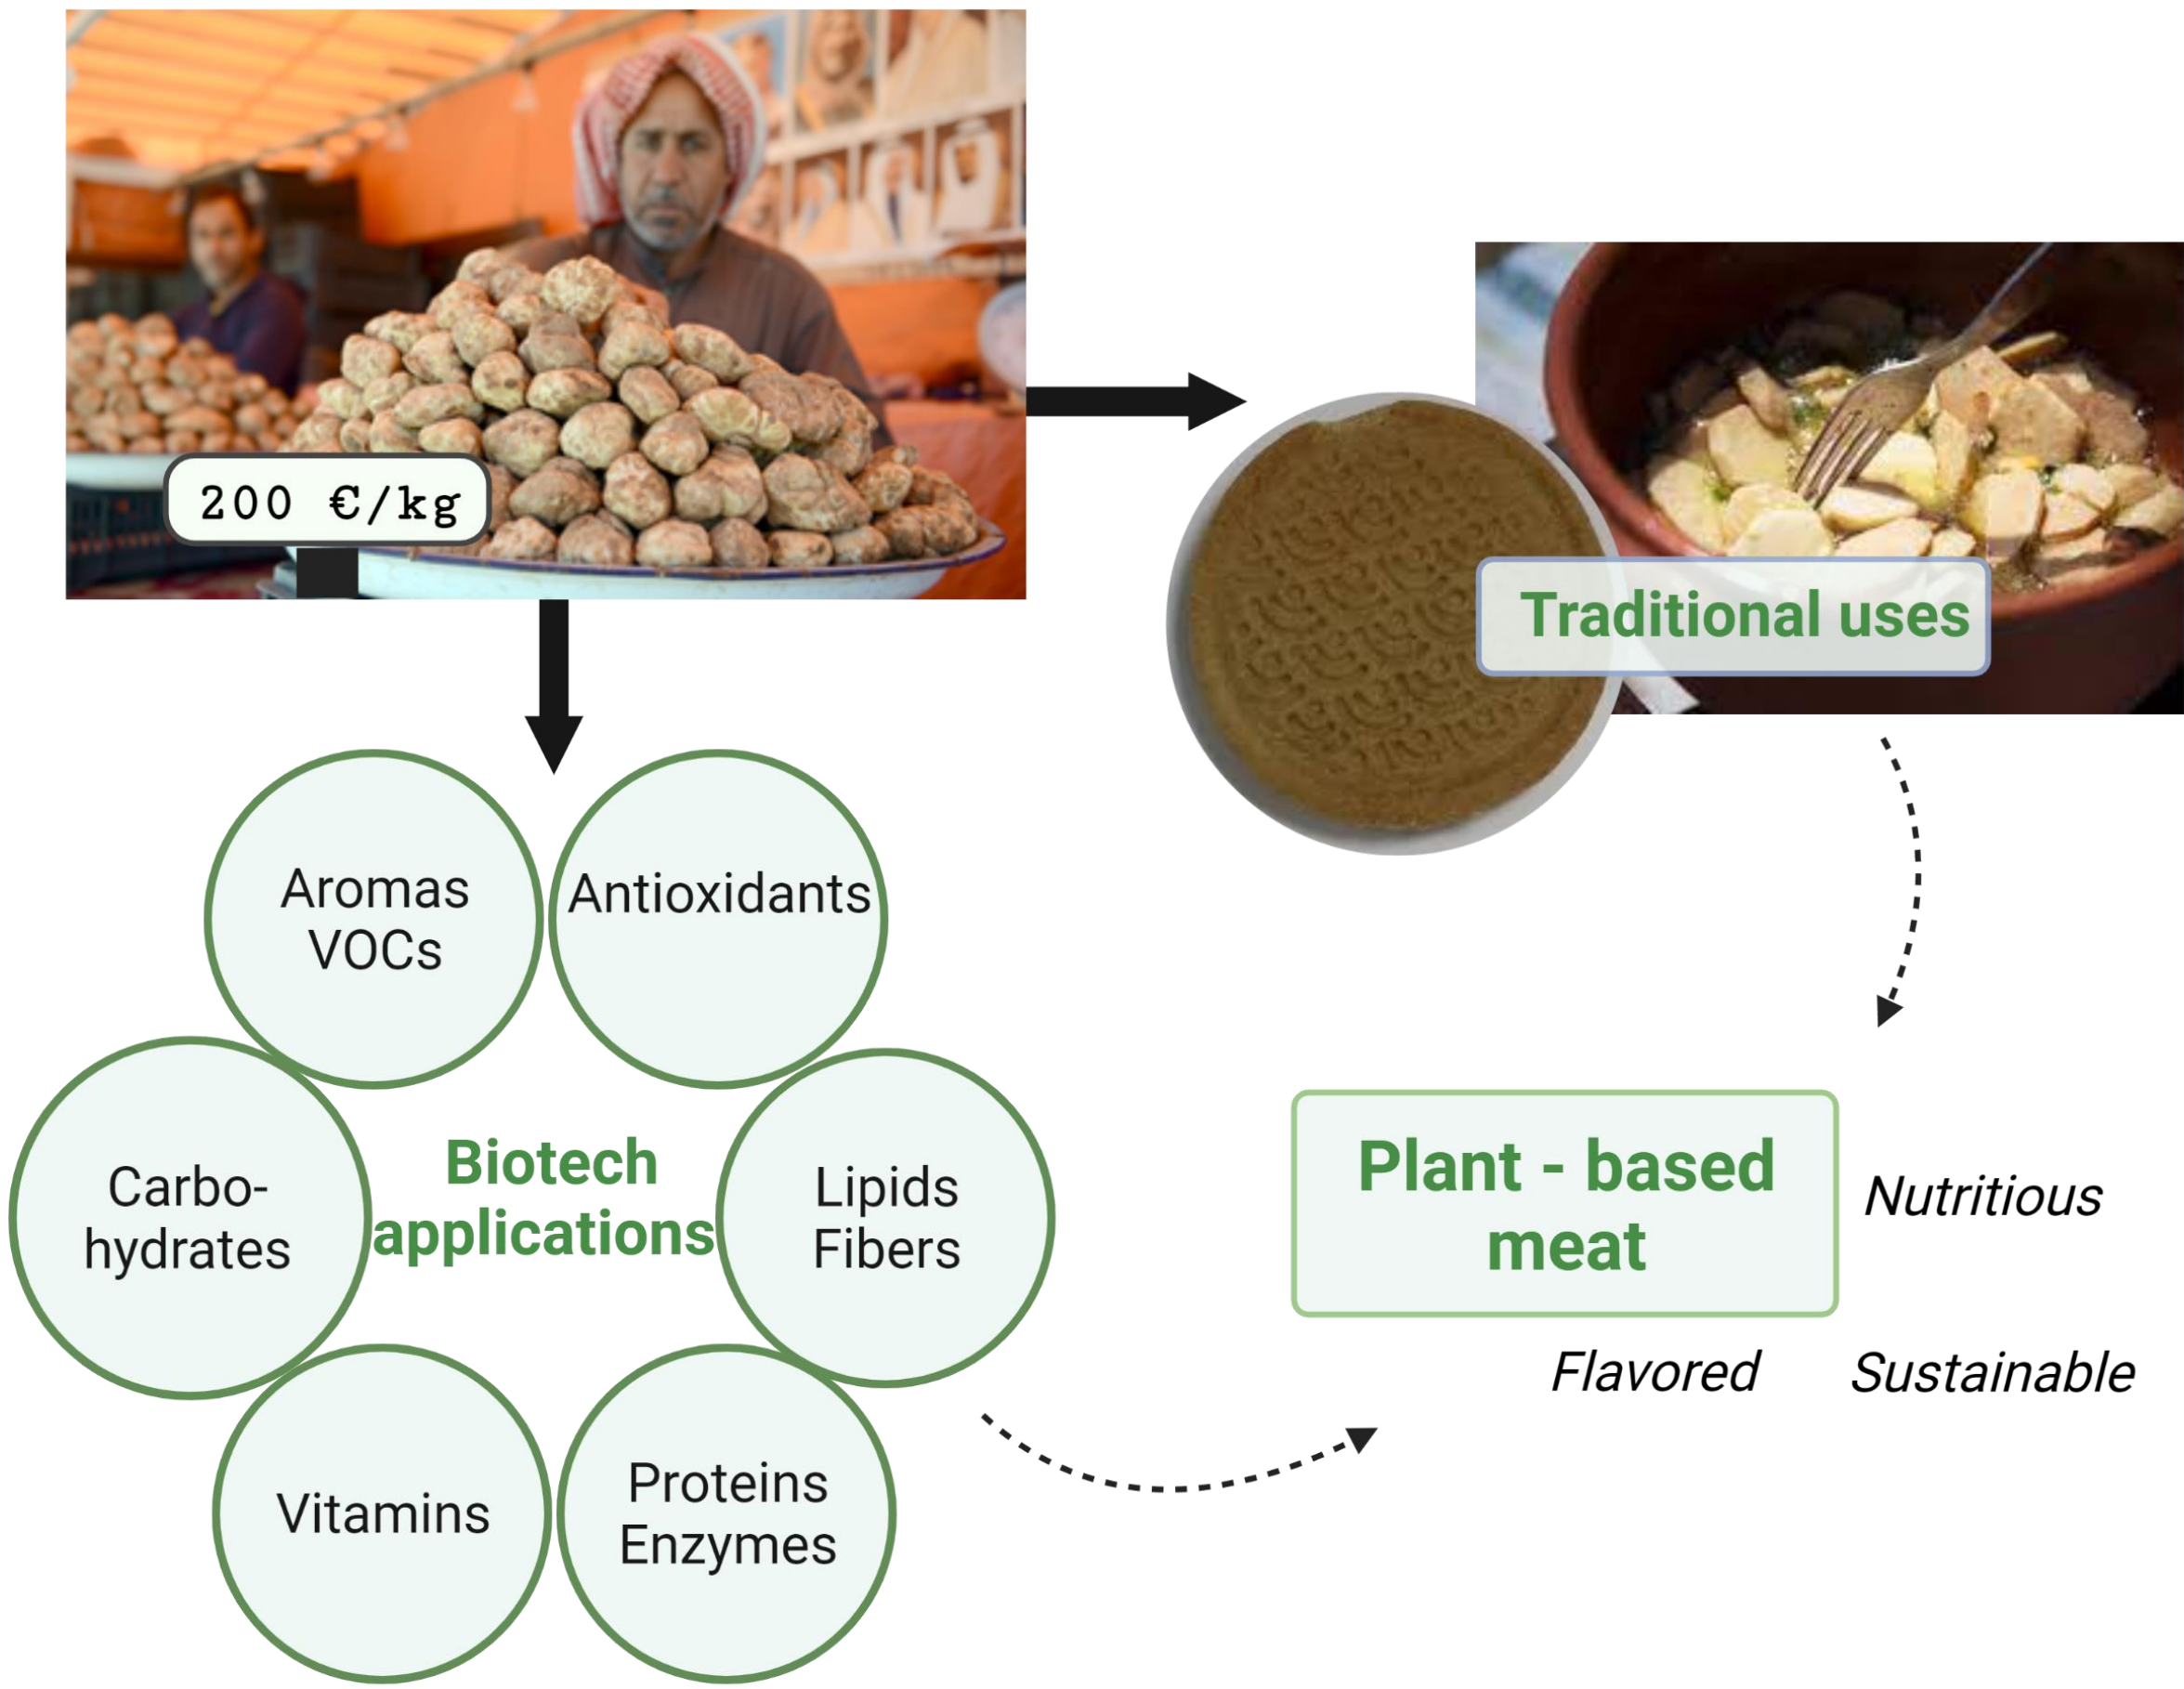 200 €/kg
Traditional uses
Aromas
VOCs
Antioxidants
Carbo-
hydrates
Biotech
applications
Lipids
Fibers
Vitamins
Proteins
Enzymes
Plant - based
meat
Nutritious
Flavored
Sustainable